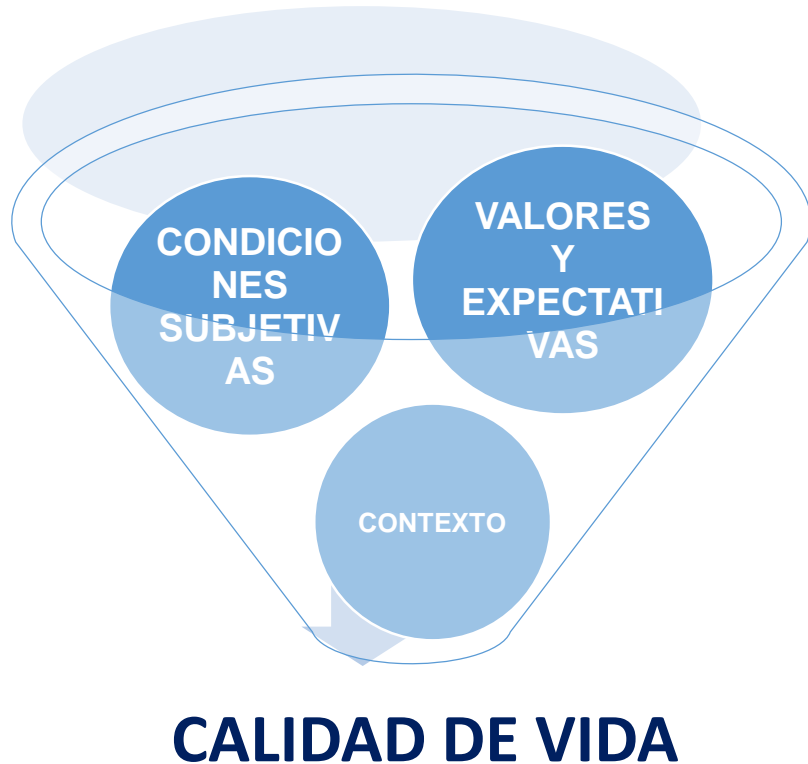 CONDICIO
NES
SUBJETIV
AS
VALORES
Y
EXPECTATI
VAS
CONTEXTO
CALIDAD DE VIDA